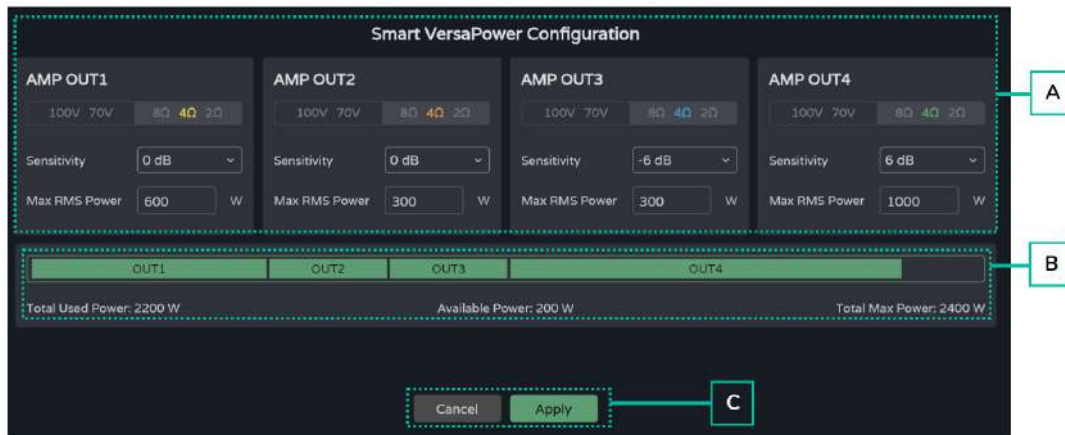 Smart VersaPower Configuration
AMP OUT1
100V 70V 8Ω 4Ω 2Ω
Sensitivity 0 dB
Max RMS Power 600 W
AMP OUT2
100V 70V 8Ω 4Ω 2Ω
Sensitivity 0 dB
Max RMS Power 300 W
AMP OUT3
100V 70V 8Ω 4Ω 2Ω
Sensitivity -6 dB
Max RMS Power 300 W
AMP OUT4
100V 70V 8Ω 4Ω 2Ω
Sensitivity 6 dB
Max RMS Power 1000 W
A
OUT1 OUT2 OUT3 OUT4
Total Used Power: 2200 W Available Power: 200 W Total Max Power: 2400 W
B
Cancel Apply
C